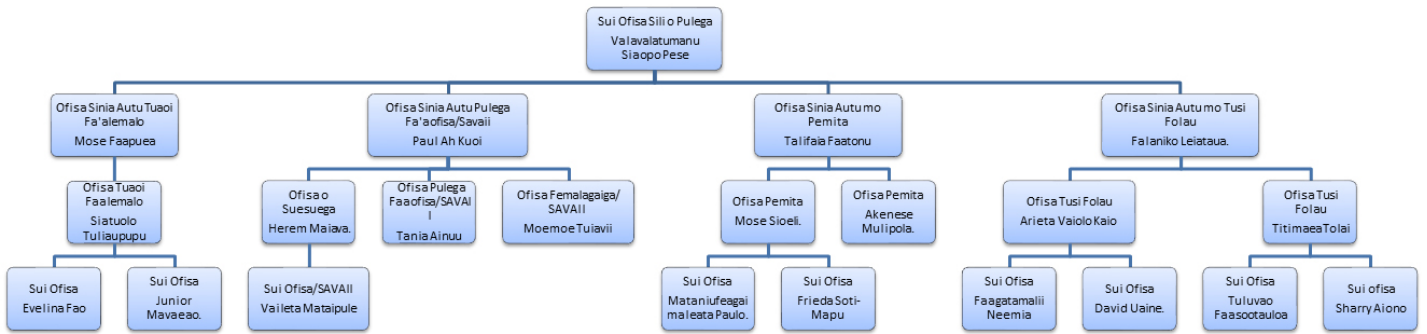 Sui Ofisa Sili o Pulega
Valavalatumanu
Siaopo Pese
Ofisa Sinia Autu Tuaoi
Fa'alemalo
Mose Faapuea
Ofisa Sinia Autu Pulega
Fa'aofisa/Savaii
Paul Ah Kuoi
Ofisa Sinia Autu mo
Pemita
Talifaia Faatonu
Ofisa Sinia Autu mo Tusi
Folau
Falaniko Leiataua.
Ofisa Tuaoi
Faalemalo
Siatuolo
Tuliaupupu
Ofisa o
Suesuega
Herem Maiava.
Ofisa Pulega
Faaofisa/SAVAI
I
Tania Ainuu
Ofisa Femalagaiga/
SAVAII
Moemoe Tuiavii
Ofisa Pemita
Mose Sioeli.
Ofisa Pemita
Akenese
Mulipola.
Ofisa Tusi Folau
Arieta Vaiolo Kaio
Ofisa Tusi
Folau
Titimaea Tolai
Sui Ofisa
Evelina Fao
Sui Ofisa
Junior
Mavaeao.
Sui Ofisa/SAVAII
Vaileta Mataipule
Sui Ofisa
Mataniufeagai
maleata Paulo.
Sui Ofisa
Frieda Soti-
Mapu
Sui Ofisa
Faagatamalii
Neemia
Sui ofisa
David Uaine.
Sui Ofisa
Tuluvao
Faasootauloa
Sui ofisa
Sharry Aiono